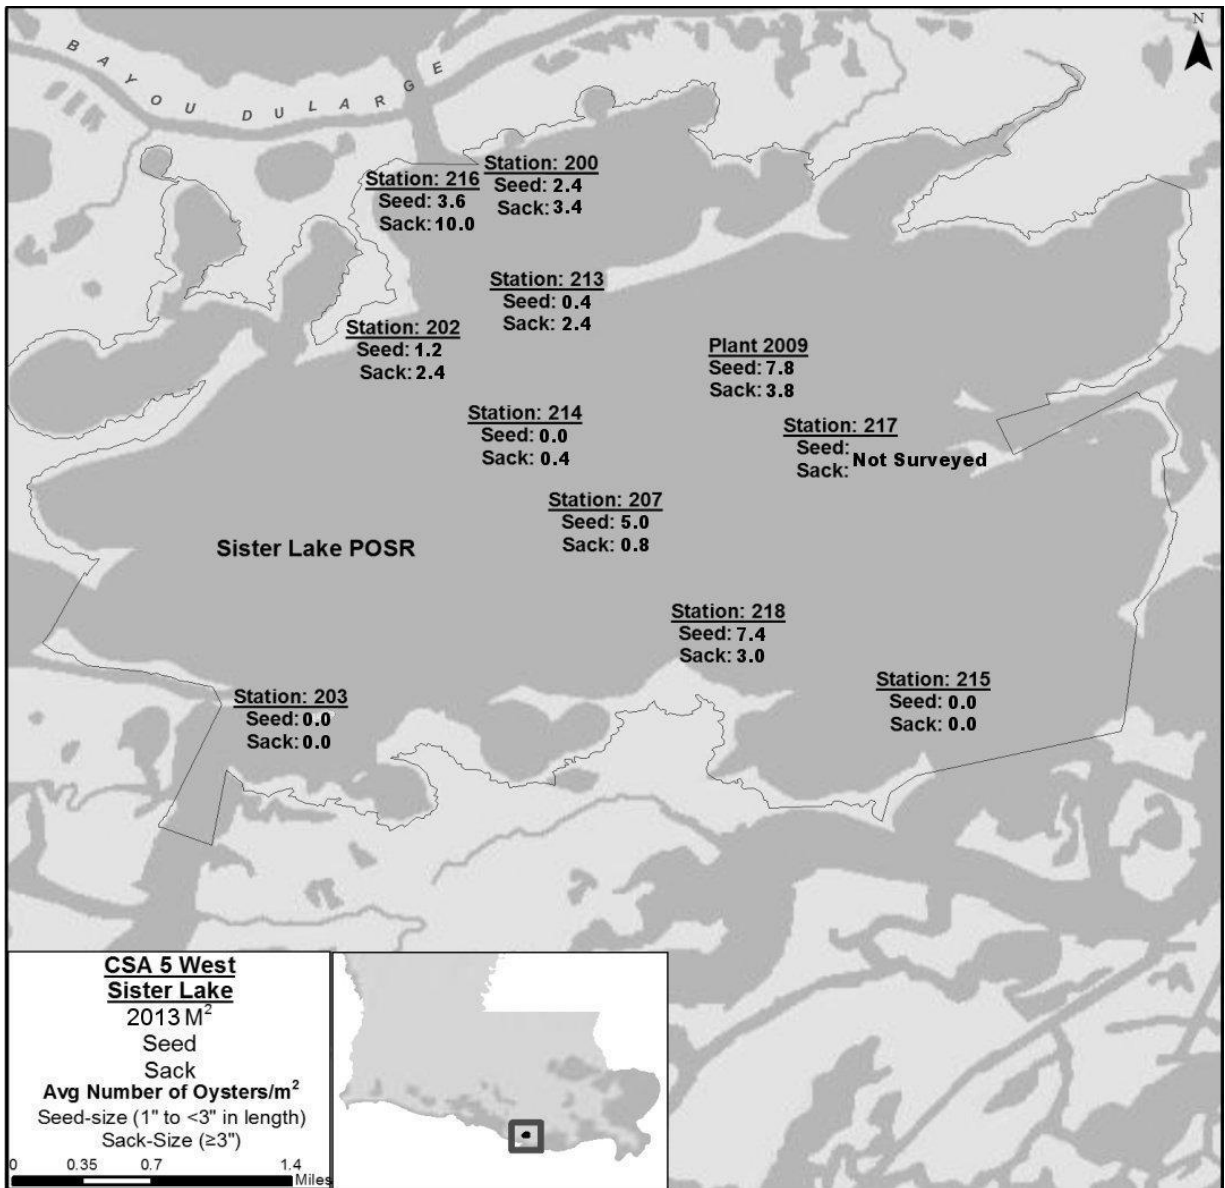 N
BAYOU DULARGE
Station: 200
Seed: 2.4
Sack: 3.4
Station: 216
Seed: 3.6
Sack: 10.0
Station: 213
Seed: 0.4
Sack: 2.4
Station: 202
Seed: 1.2
Sack: 2.4
Plant 2009
Seed: 7.8
Sack: 3.8
Station: 214
Seed: 0.0
Sack: 0.4
Station: 217
Seed:
Sack:
Not Surveyed
Station: 207
Seed: 5.0
Sack: 0.8
Sister Lake POSR
Station: 218
Seed: 7.4
Sack: 3.0
Station: 215
Seed: 0.0
Sack: 0.0
Station: 203
Seed: 0.0
Sack: 0.0
CSA 5 West
Sister Lake
2013 M²
Seed
Sack
Avg Number of Oysters/m²
Seed-size (1" to <3" in length)
Sack-Size (≥3")
0 0.35 0.7 1.4
Miles